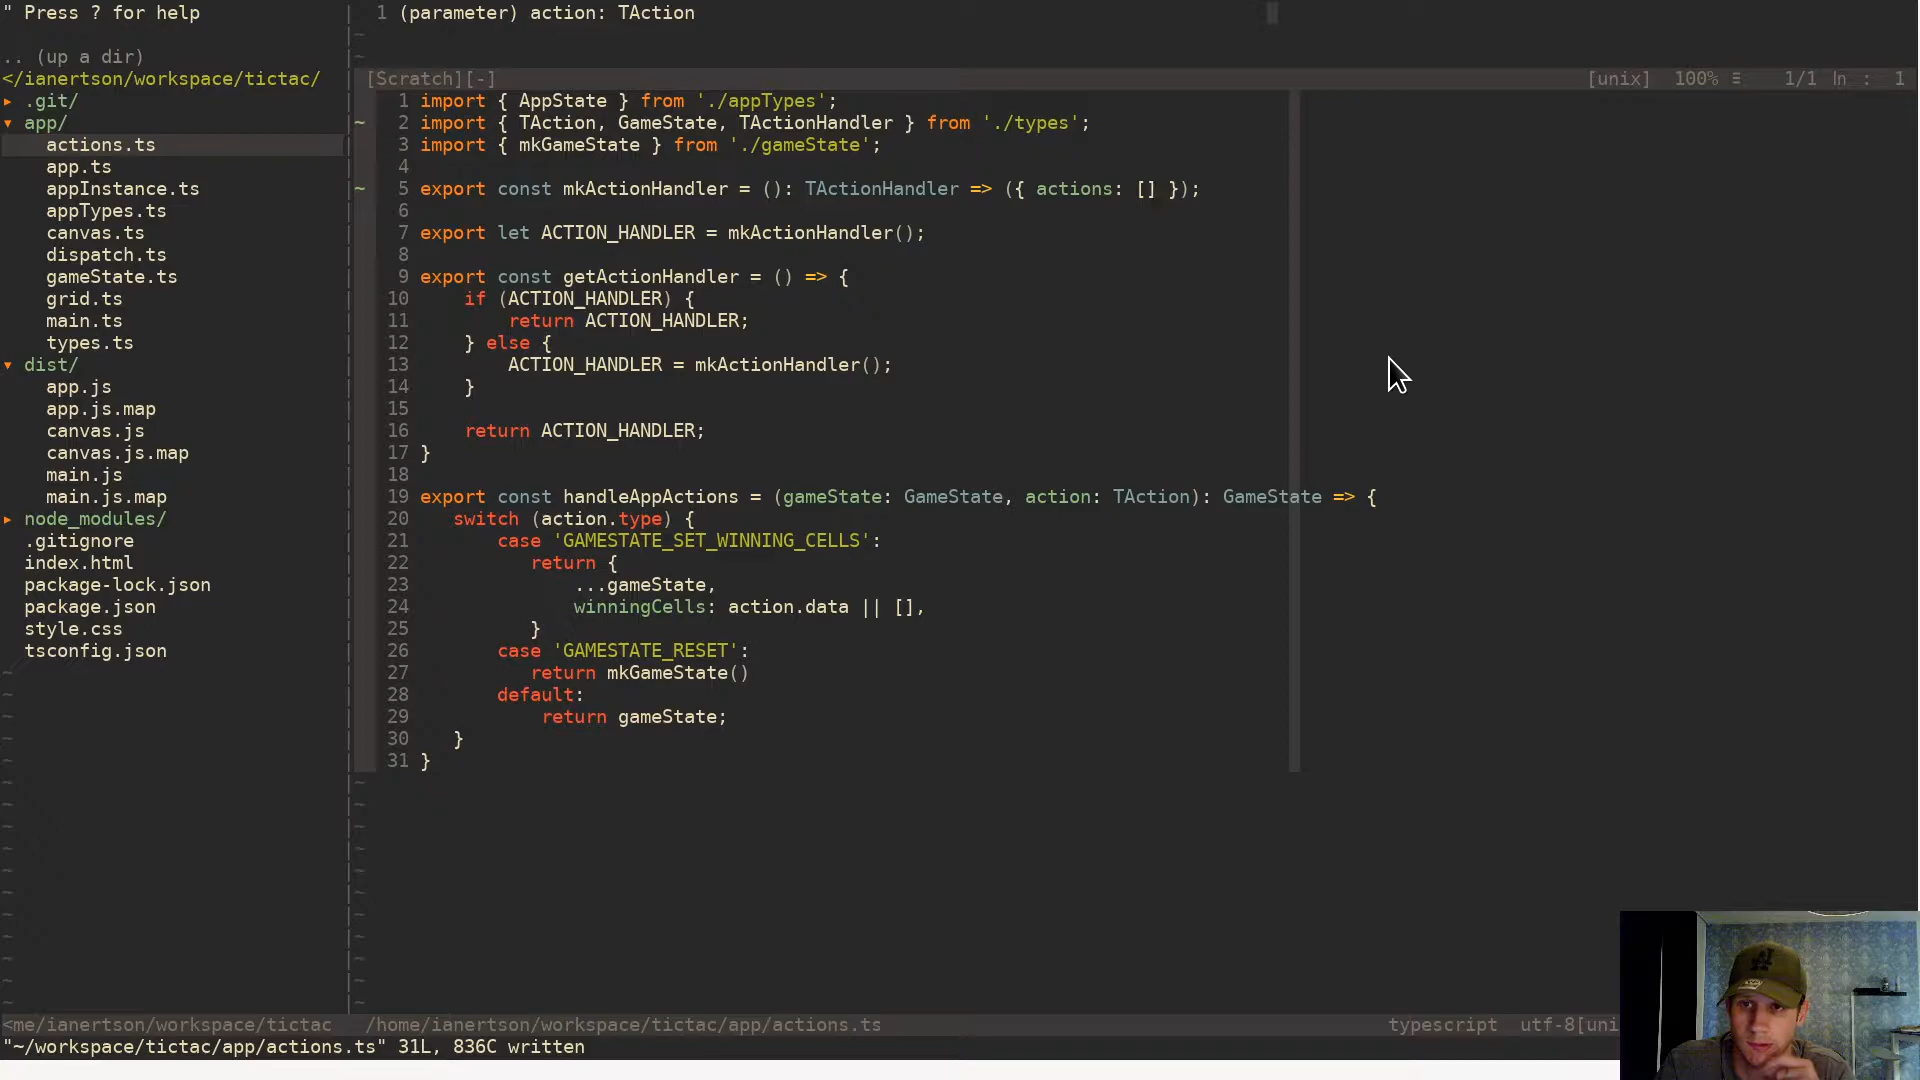 " Press ? for help
.. (up a dir)
</ianertson/workspace/tictac/
▸ .git/
▾ app/
actions.ts
app.ts
appInstance.ts
appTypes.ts
canvas.ts
dispatch.ts
gameState.ts
grid.ts
main.ts
types.ts
▾ dist/
app.js
app.js.map
canvas.js
canvas.js.map
main.js
main.js.map
▸ node_modules/
.gitignore
index.html
package-lock.json
package.json
style.css
tsconfig.json
1 (parameter) action: TAction
[Scratch][-] [unix] 100% ≡ 1/1 ln : 1
1 import { AppState } from './appTypes';
~ 2 import { TAction, GameState, TActionHandler } from './types';
3 import { mkGameState } from './gameState';
4
~ 5 export const mkActionHandler = (): TActionHandler => ({ actions: [] });
6
7 export let ACTION_HANDLER = mkActionHandler();
8
9 export const getActionHandler = () => {
10     if (ACTION_HANDLER) {
11         return ACTION_HANDLER;
12     } else {
13         ACTION_HANDLER = mkActionHandler();
14     }
15
16     return ACTION_HANDLER;
17 }
18
19 export const handleAppActions = (gameState: GameState, action: TAction): GameState => {
20    switch (action.type) {
21        case 'GAMESTATE_SET_WINNING_CELLS':
22           return {
23               ...gameState,
24               winningCells: action.data || [],
25           }
26        case 'GAMESTATE_RESET':
27           return mkGameState()
28        default:
29            return gameState;
30    }
31 }
<me/ianertson/workspace/tictac /home/ianertson/workspace/tictac/app/actions.ts typescript utf-8[uni
"~/workspace/tictac/app/actions.ts" 31L, 836C written